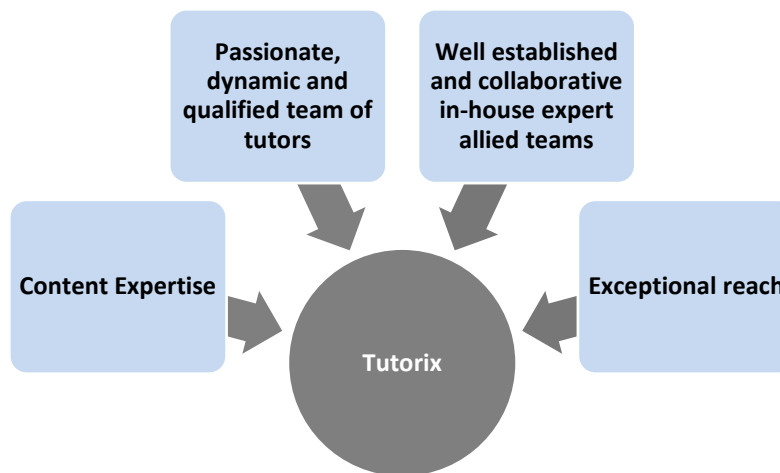 Passionate,
dynamic and
qualified team of
tutors
Well established
and collaborative
in-house expert
allied teams
Content Expertise
Exceptional reach
Tutorix